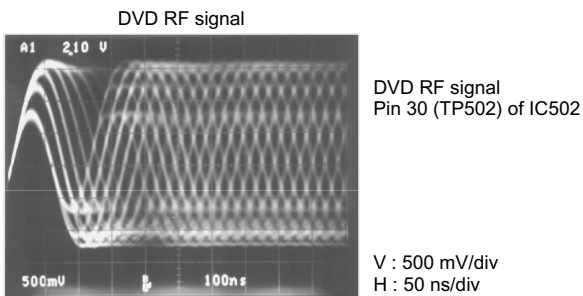 DVD RF signal
A1 2.10 V
DVD RF signal
Pin 30 (TP502) of IC502
500mV
100ns
V : 500 mV/div
H : 50 ns/div